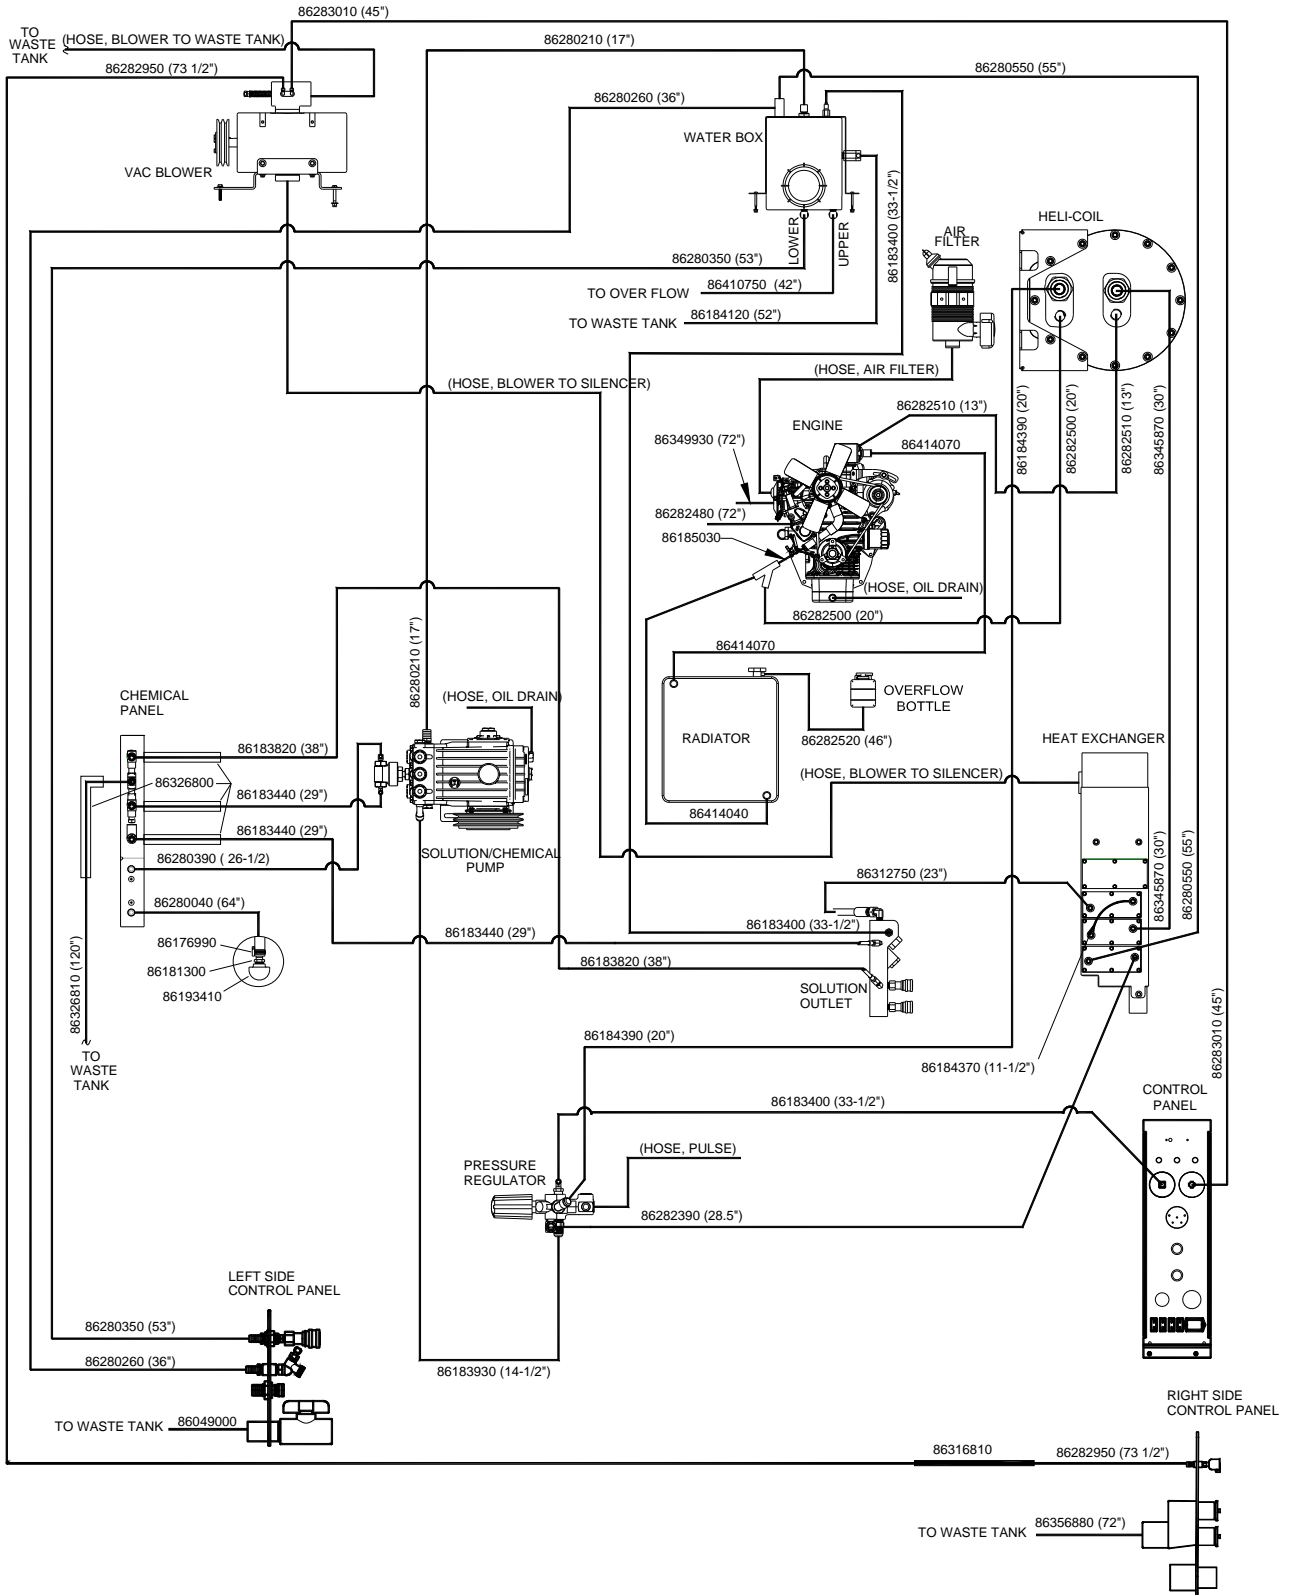 86283010 (45")
TO
WASTE
TANK
(HOSE, BLOWER TO WASTE TANK)
86280210 (17")
86282950 (73 1/2")
86280550 (55")
86280260 (36")
WATER BOX
VAC BLOWER
86183400 (33-1/2")
LOWER
UPPER
HELI-COIL
AIR
FILTER
86280350 (53")
TO OVER FLOW
86410750 (42")
TO WASTE TANK
86184120 (52")
(HOSE, AIR FILTER)
(HOSE, BLOWER TO SILENCER)
86184390 (20")
86282500 (20")
86282510 (13")
86345870 (30")
86282510 (13")
ENGINE
86349930 (72")
86414070
86282480 (72")
86185030
(HOSE, OIL DRAIN)
86282500 (20")
86280210 (17")
86414070
CHEMICAL
PANEL
(HOSE, OIL DRAIN)
OVERFLOW
BOTTLE
RADIATOR
86282520 (46")
HEAT EXCHANGER
86183820 (38")
(HOSE, BLOWER TO SILENCER)
86326800
86183440 (29")
86414040
86183440 (29")
SOLUTION/CHEMICAL
PUMP
86280390 ( 26-1/2)
86312750 (23")
86345870 (30")
86280550 (55")
86280040 (64")
86183400 (33-1/2")
86183440 (29")
86176990
86181300
86193410
86183820 (38")
SOLUTION
OUTLET
86326810 (120")
TO
WASTE
TANK
86184390 (20")
86184370 (11-1/2")
86283010 (45")
CONTROL
PANEL
86183400 (33-1/2")
(HOSE, PULSE)
PRESSURE
REGULATOR
86282390 (28.5")
LEFT SIDE
CONTROL PANEL
86280350 (53")
86280260 (36")
86183930 (14-1/2")
TO WASTE TANK
86049000
RIGHT SIDE
CONTROL PANEL
86316810
86282950 (73 1/2")
TO WASTE TANK
86356880 (72")